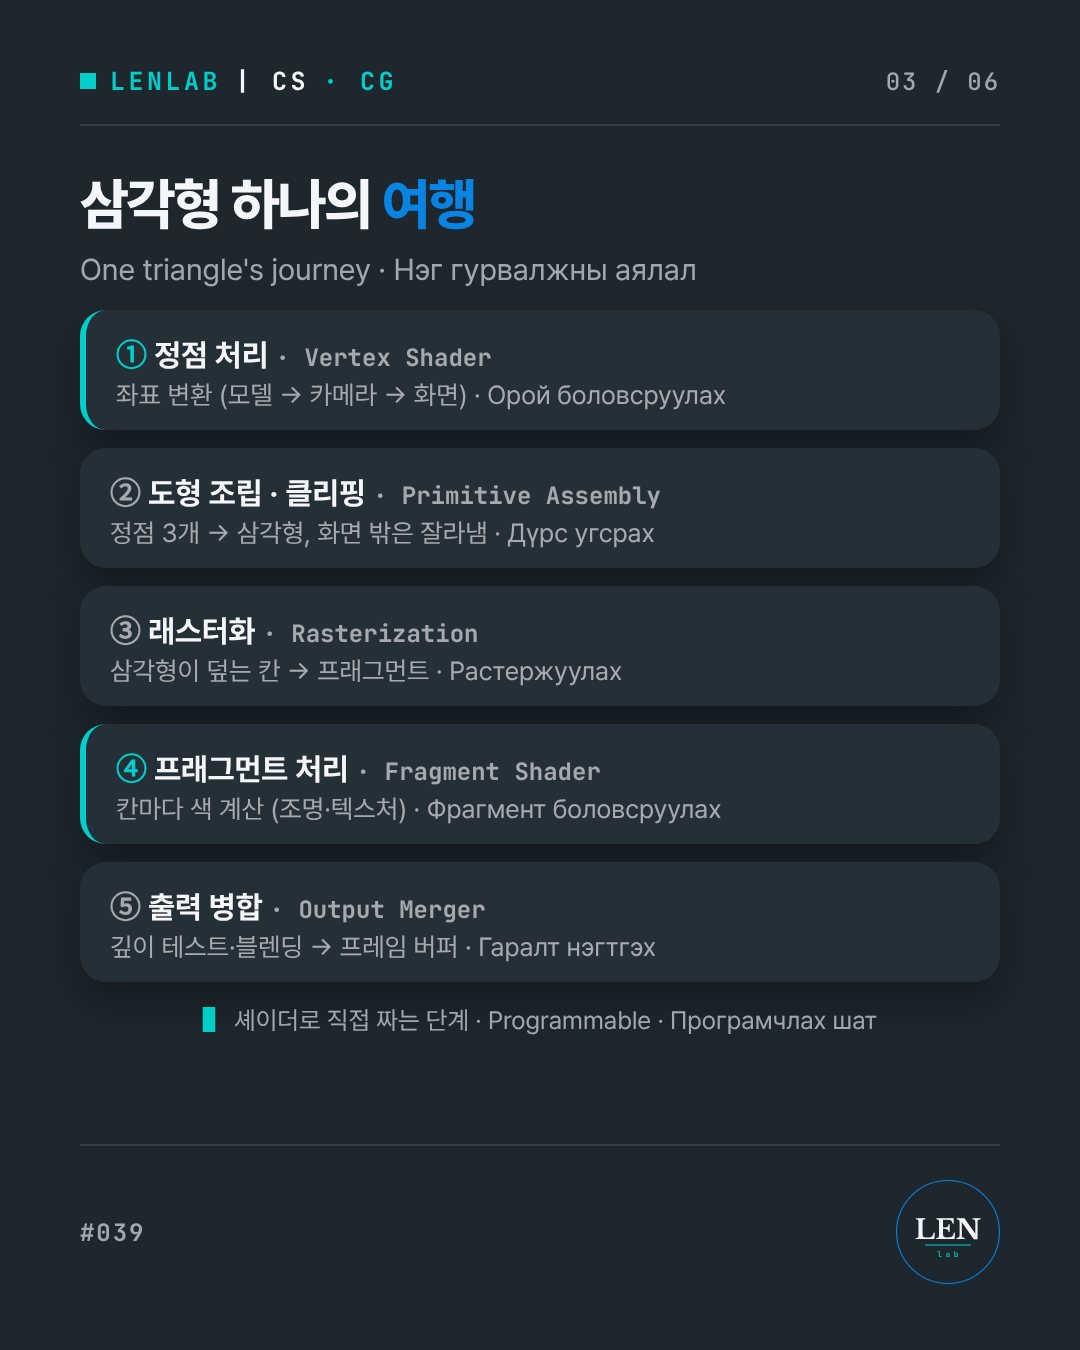 LENLAB | CS · CG
03 / 06
삼각형 하나의 여행
One triangle's journey · Нэг гурвалжны аялал
① 정점 처리 · Vertex Shader
좌표 변환 (모델 → 카메라 → 화면) · Орой боловсруулах
② 도형 조립 · 클리핑 · Primitive Assembly
정점 3개 → 삼각형, 화면 밖은 잘라냄 · Дүрс угсрах
③ 래스터화 · Rasterization
삼각형이 덮는 칸 → 프래그먼트 · Растержуулах
④ 프래그먼트 처리 · Fragment Shader
칸마다 색 계산 (조명·텍스처) · Фрагмент боловсруулах
⑤ 출력 병합 · Output Merger
깊이 테스트·블렌딩 → 프레임 버퍼 · Гаралт нэгтгэх
셰이더로 직접 짜는 단계 · Programmable · Програмчлах шат
#039
LEN
lab